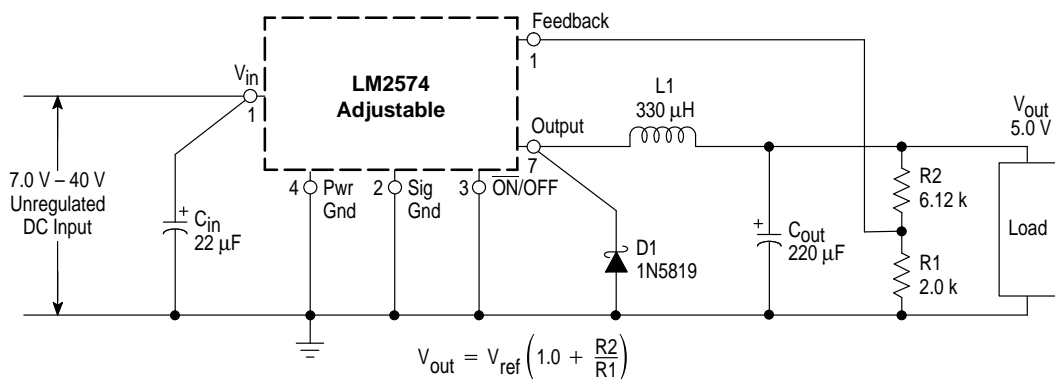 Feedback
1
V_in
1
LM2574
Adjustable
L1
330 μH
V_out
5.0 V
Output
7
7.0 V – 40 V
Unregulated
DC Input
4 Pwr
Gnd
2 Sig
Gnd
3 O̅N̅/OFF
+
C_in
22 μF
D1
1N5819
+
C_out
220 μF
R2
6.12 k
R1
2.0 k
Load
V_out = V_ref (1.0 + R2/R1)